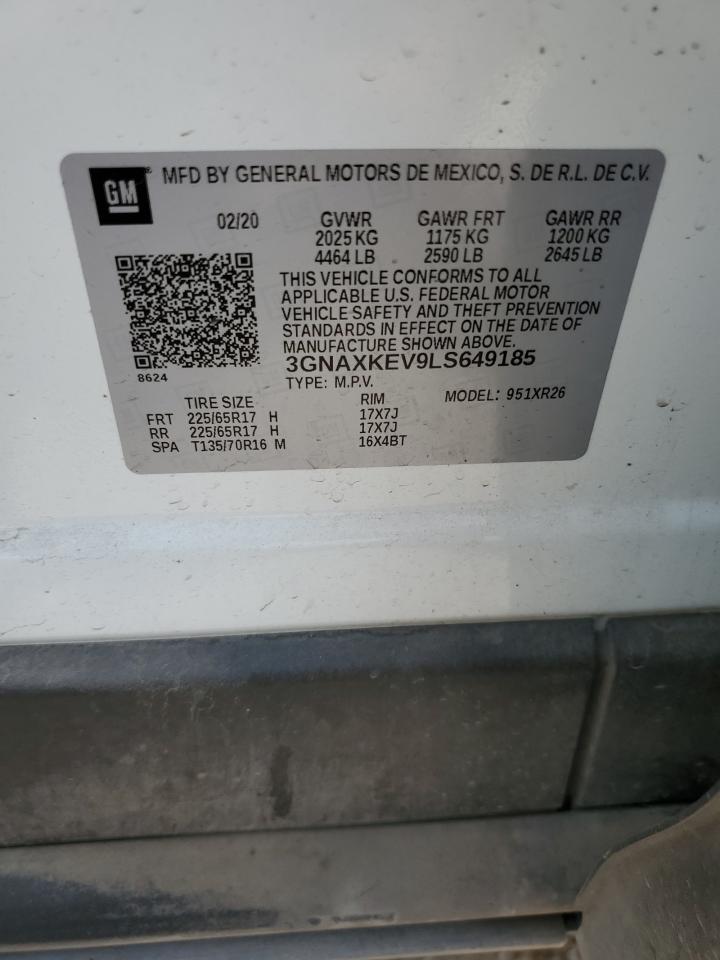 GM ® MFD BY GENERAL MOTORS DE MEXICO, S. DE R.L. DE C.V.
02/20 GVWR GAWR FRT GAWR RR
2025 KG 1175 KG 1200 KG
4464 LB 2590 LB 2645 LB
THIS VEHICLE CONFORMS TO ALL
APPLICABLE U.S. FEDERAL MOTOR
VEHICLE SAFETY AND THEFT PREVENTION
STANDARDS IN EFFECT ON THE DATE OF
MANUFACTURE SHOWN ABOVE.
3GNAXKEV9LS649185
8624
TYPE: M.P.V. MODEL: 951XR26
TIRE SIZE RIM
FRT 225/65R17 H 17X7J
RR 225/65R17 H 17X7J
SPA T135/70R16 M 16X4BT